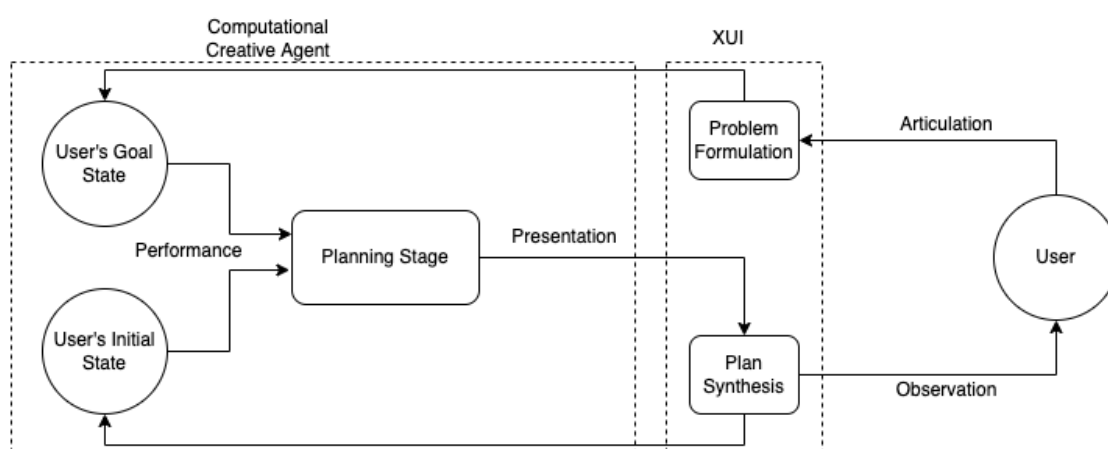 Computational
Creative Agent
XUI
User's Goal
State
Problem
Formulation
Articulation
Performance
Planning Stage
Presentation
User
User's Initial
State
Plan
Synthesis
Observation